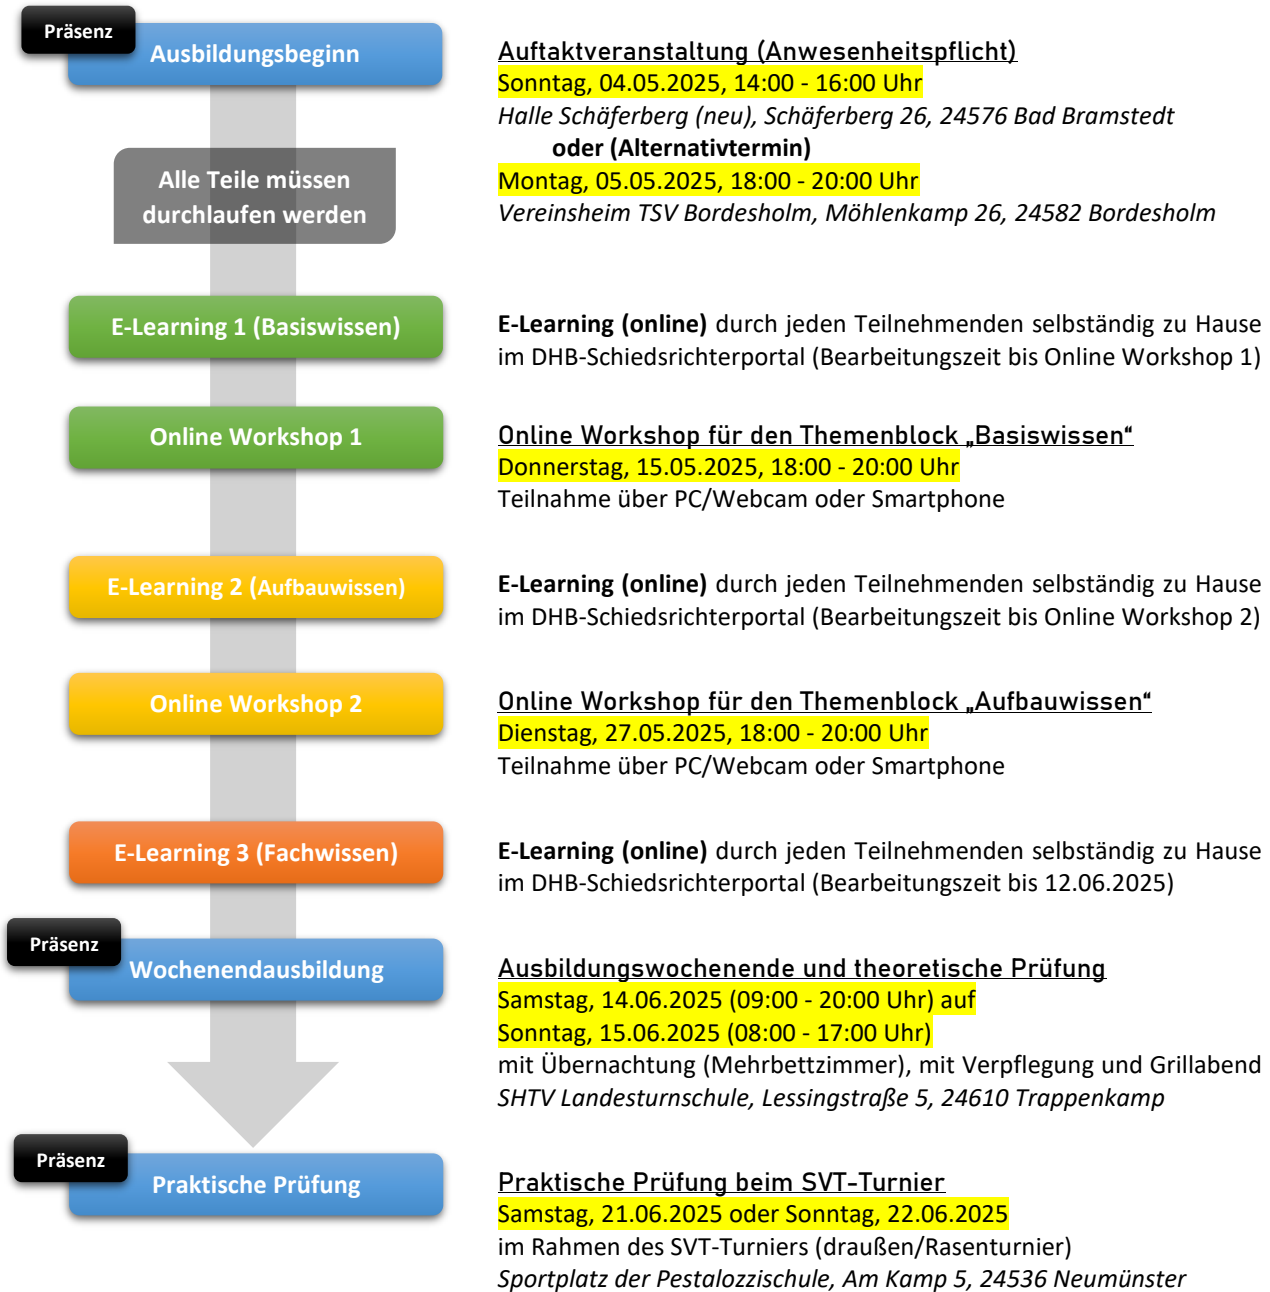 Präsenz
Ausbildungsbeginn
Auftaktveranstaltung (Anwesenheitspflicht)
Sonntag, 04.05.2025, 14:00 - 16:00 Uhr
Halle Schäferberg (neu), Schäferberg 26, 24576 Bad Bramstedt
oder (Alternativtermin)
Montag, 05.05.2025, 18:00 - 20:00 Uhr
Vereinsheim TSV Bordesholm, Möhlenkamp 26, 24582 Bordesholm
Alle Teile müssen
durchlaufen werden
E-Learning 1 (Basiswissen)
E-Learning (online) durch jeden Teilnehmenden selbständig zu Hause
im DHB-Schiedsrichterportal (Bearbeitungszeit bis Online Workshop 1)
Online Workshop 1
Online Workshop für den Themenblock „Basiswissen“
Donnerstag, 15.05.2025, 18:00 - 20:00 Uhr
Teilnahme über PC/Webcam oder Smartphone
E-Learning 2 (Aufbauwissen)
E-Learning (online) durch jeden Teilnehmenden selbständig zu Hause
im DHB-Schiedsrichterportal (Bearbeitungszeit bis Online Workshop 2)
Online Workshop 2
Online Workshop für den Themenblock „Aufbauwissen“
Dienstag, 27.05.2025, 18:00 - 20:00 Uhr
Teilnahme über PC/Webcam oder Smartphone
E-Learning 3 (Fachwissen)
E-Learning (online) durch jeden Teilnehmenden selbständig zu Hause
im DHB-Schiedsrichterportal (Bearbeitungszeit bis 12.06.2025)
Präsenz
Wochenendausbildung
Ausbildungswochenende und theoretische Prüfung
Samstag, 14.06.2025 (09:00 - 20:00 Uhr) auf
Sonntag, 15.06.2025 (08:00 - 17:00 Uhr)
mit Übernachtung (Mehrbettzimmer), mit Verpflegung und Grillabend
SHTV Landesturnschule, Lessingstraße 5, 24610 Trappenkamp
Präsenz
Praktische Prüfung
Praktische Prüfung beim SVT-Turnier
Samstag, 21.06.2025 oder Sonntag, 22.06.2025
im Rahmen des SVT-Turniers (draußen/Rasenturnier)
Sportplatz der Pestalozzischule, Am Kamp 5, 24536 Neumünster